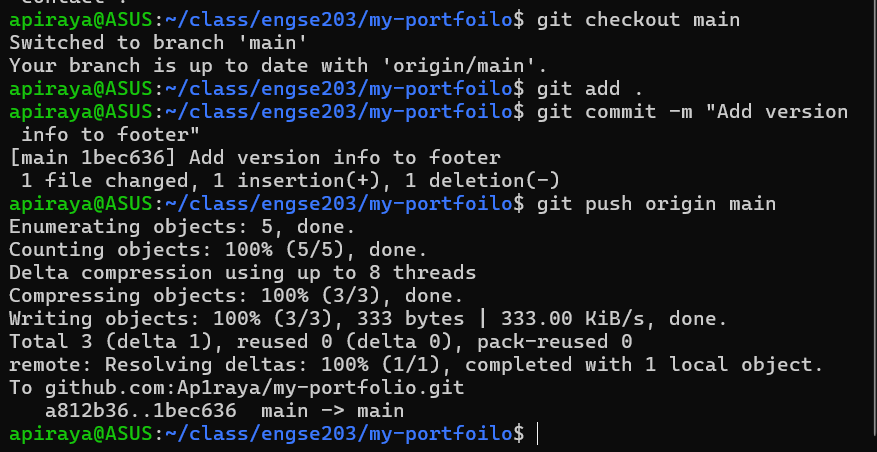 contact'.
apiraya@ASUS:~/class/engse203/my-portfoilo$ git checkout main
Switched to branch 'main'
Your branch is up to date with 'origin/main'.
apiraya@ASUS:~/class/engse203/my-portfoilo$ git add .
apiraya@ASUS:~/class/engse203/my-portfoilo$ git commit -m "Add version
 info to footer"
[main 1bec636] Add version info to footer
 1 file changed, 1 insertion(+), 1 deletion(-)
apiraya@ASUS:~/class/engse203/my-portfoilo$ git push origin main
Enumerating objects: 5, done.
Counting objects: 100% (5/5), done.
Delta compression using up to 8 threads
Compressing objects: 100% (3/3), done.
Writing objects: 100% (3/3), 333 bytes | 333.00 KiB/s, done.
Total 3 (delta 1), reused 0 (delta 0), pack-reused 0
remote: Resolving deltas: 100% (1/1), completed with 1 local object.
To github.com:Ap1raya/my-portfolio.git
   a812b36..1bec636  main -> main
apiraya@ASUS:~/class/engse203/my-portfoilo$